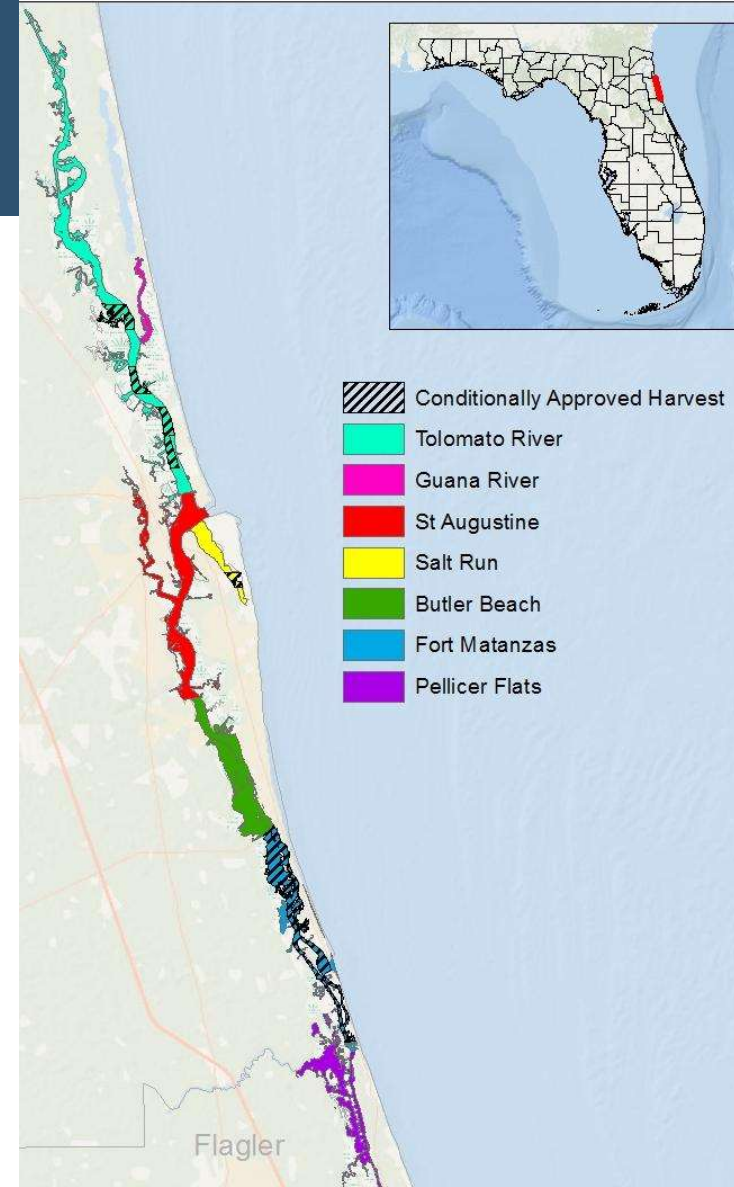 Conditionally Approved Harvest
Tolomato River
Guana River
St Augustine
Salt Run
Butler Beach
Fort Matanzas
Pellicer Flats
Flagler